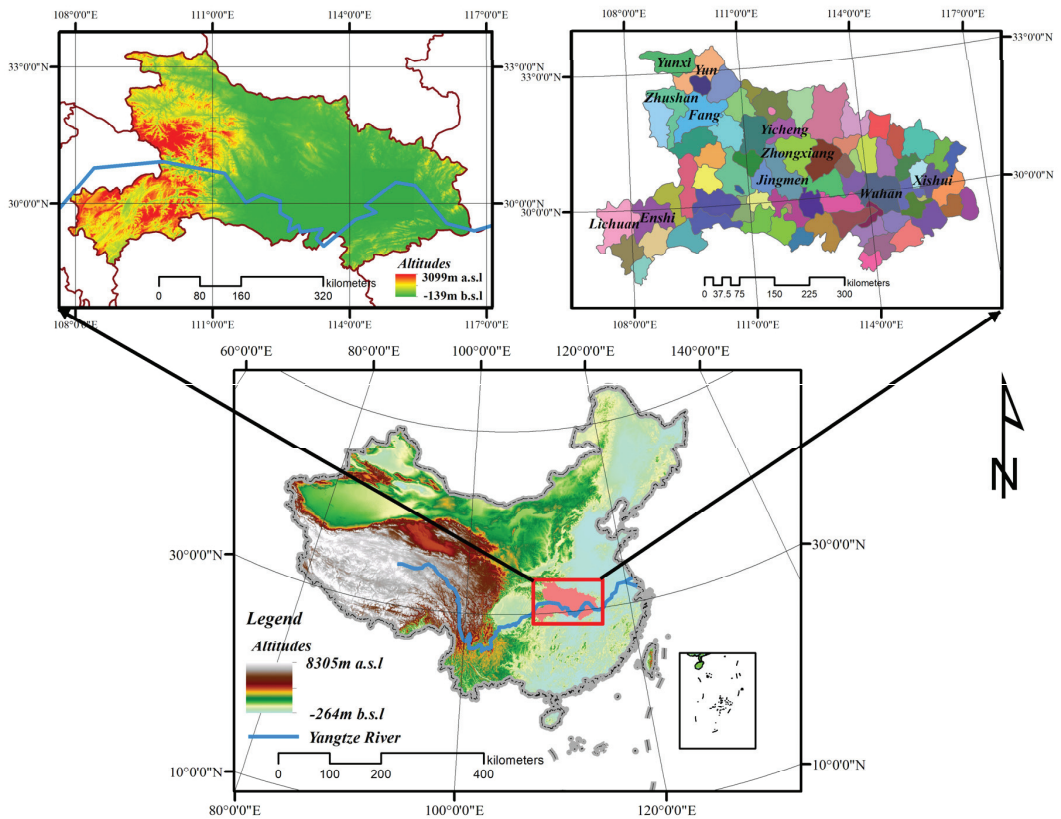 108°0'0"E 111°0'0"E 114°0'0"E 117°0'0"E
33°0'0"N
30°0'0"N
Altitudes
3099m a.s.l
-139m b.s.l
kilometers
0 80 160 320
108°0'0"E 111°0'0"E 114°0'0"E 117°0'0"E
108°0'0"E 111°0'0"E 114°0'0"E 117°0'0"E
33°0'0"N
33°0'0"N
30°0'0"N
30°0'0"N
Yunxi
Yun
Zhushan
Fang
Yicheng
Zhongxiang
Jingmen
Xishui
Wuhan
Enshi
Lichuan
kilometers
0 37.5 75 150 225 300
108°0'0"E 111°0'0"E 114°0'0"E
60°0'0"E 80°0'0"E 100°0'0"E 120°0'0"E 140°0'0"E
N
30°0'0"N
30°0'0"N
Legend
Altitudes
8305m a.s.l
-264m b.s.l
Yangtze River
kilometers
0 100 200 400
10°0'0"N
10°0'0"N
80°0'0"E 100°0'0"E 120°0'0"E